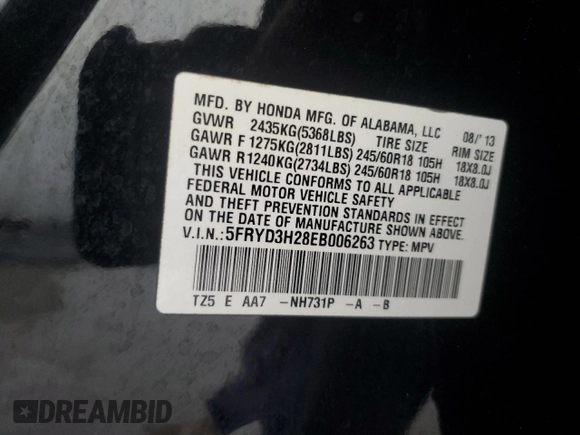 MFD. BY HONDA MFG. OF ALABAMA, LLC 08/'13
GVWR 2435KG(5368LBS) TIRE SIZE RIM SIZE
GAWR F 1275KG(2811LBS) 245/60R18 105H 18X8.0J
GAWR R 1240KG(2734LBS) 245/60R18 105H 18X8.0J
THIS VEHICLE CONFORMS TO ALL APPLICABLE
FEDERAL MOTOR VEHICLE SAFETY
AND THEFT PREVENTION STANDARDS IN EFFECT
ON THE DATE OF MANUFACTURE SHOWN ABOVE.
V.I.N.: 5FRYD3H28EB006263 TYPE: MPV
TZ5 E AA7 -NH731P -A -B
DREAMBID